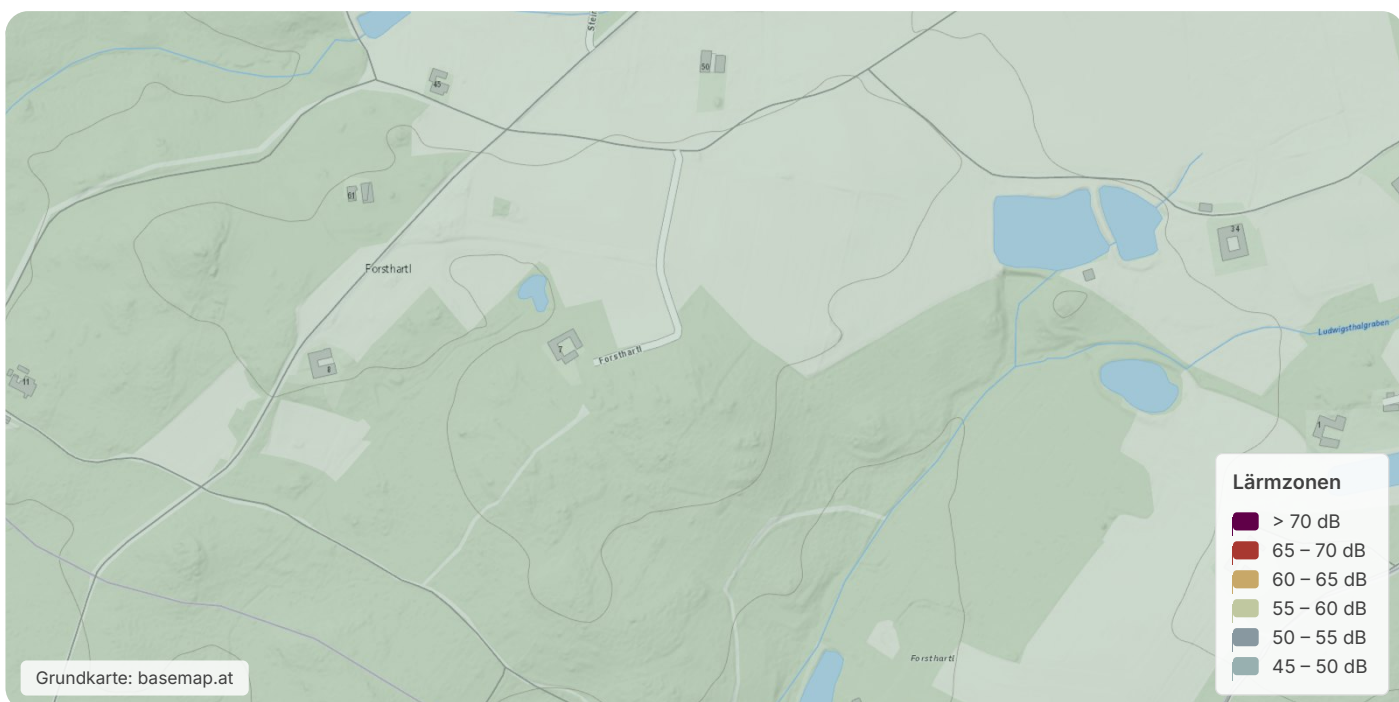 Stein
50
45
61
34
Forsthartl
Ludwigsthalgraben
7
Forsthartl
8
11
1
Lärmzonen
> 70 dB
65 – 70 dB
60 – 65 dB
55 – 60 dB
50 – 55 dB
45 – 50 dB
Forsthartl
Grundkarte: basemap.at